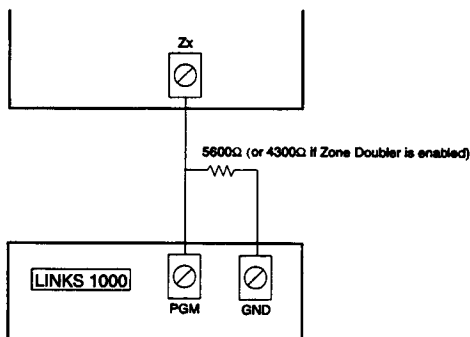 Zx
5600Ω (or 4300Ω if Zone Doubler is enabled)
LINKS 1000
PGM
GND